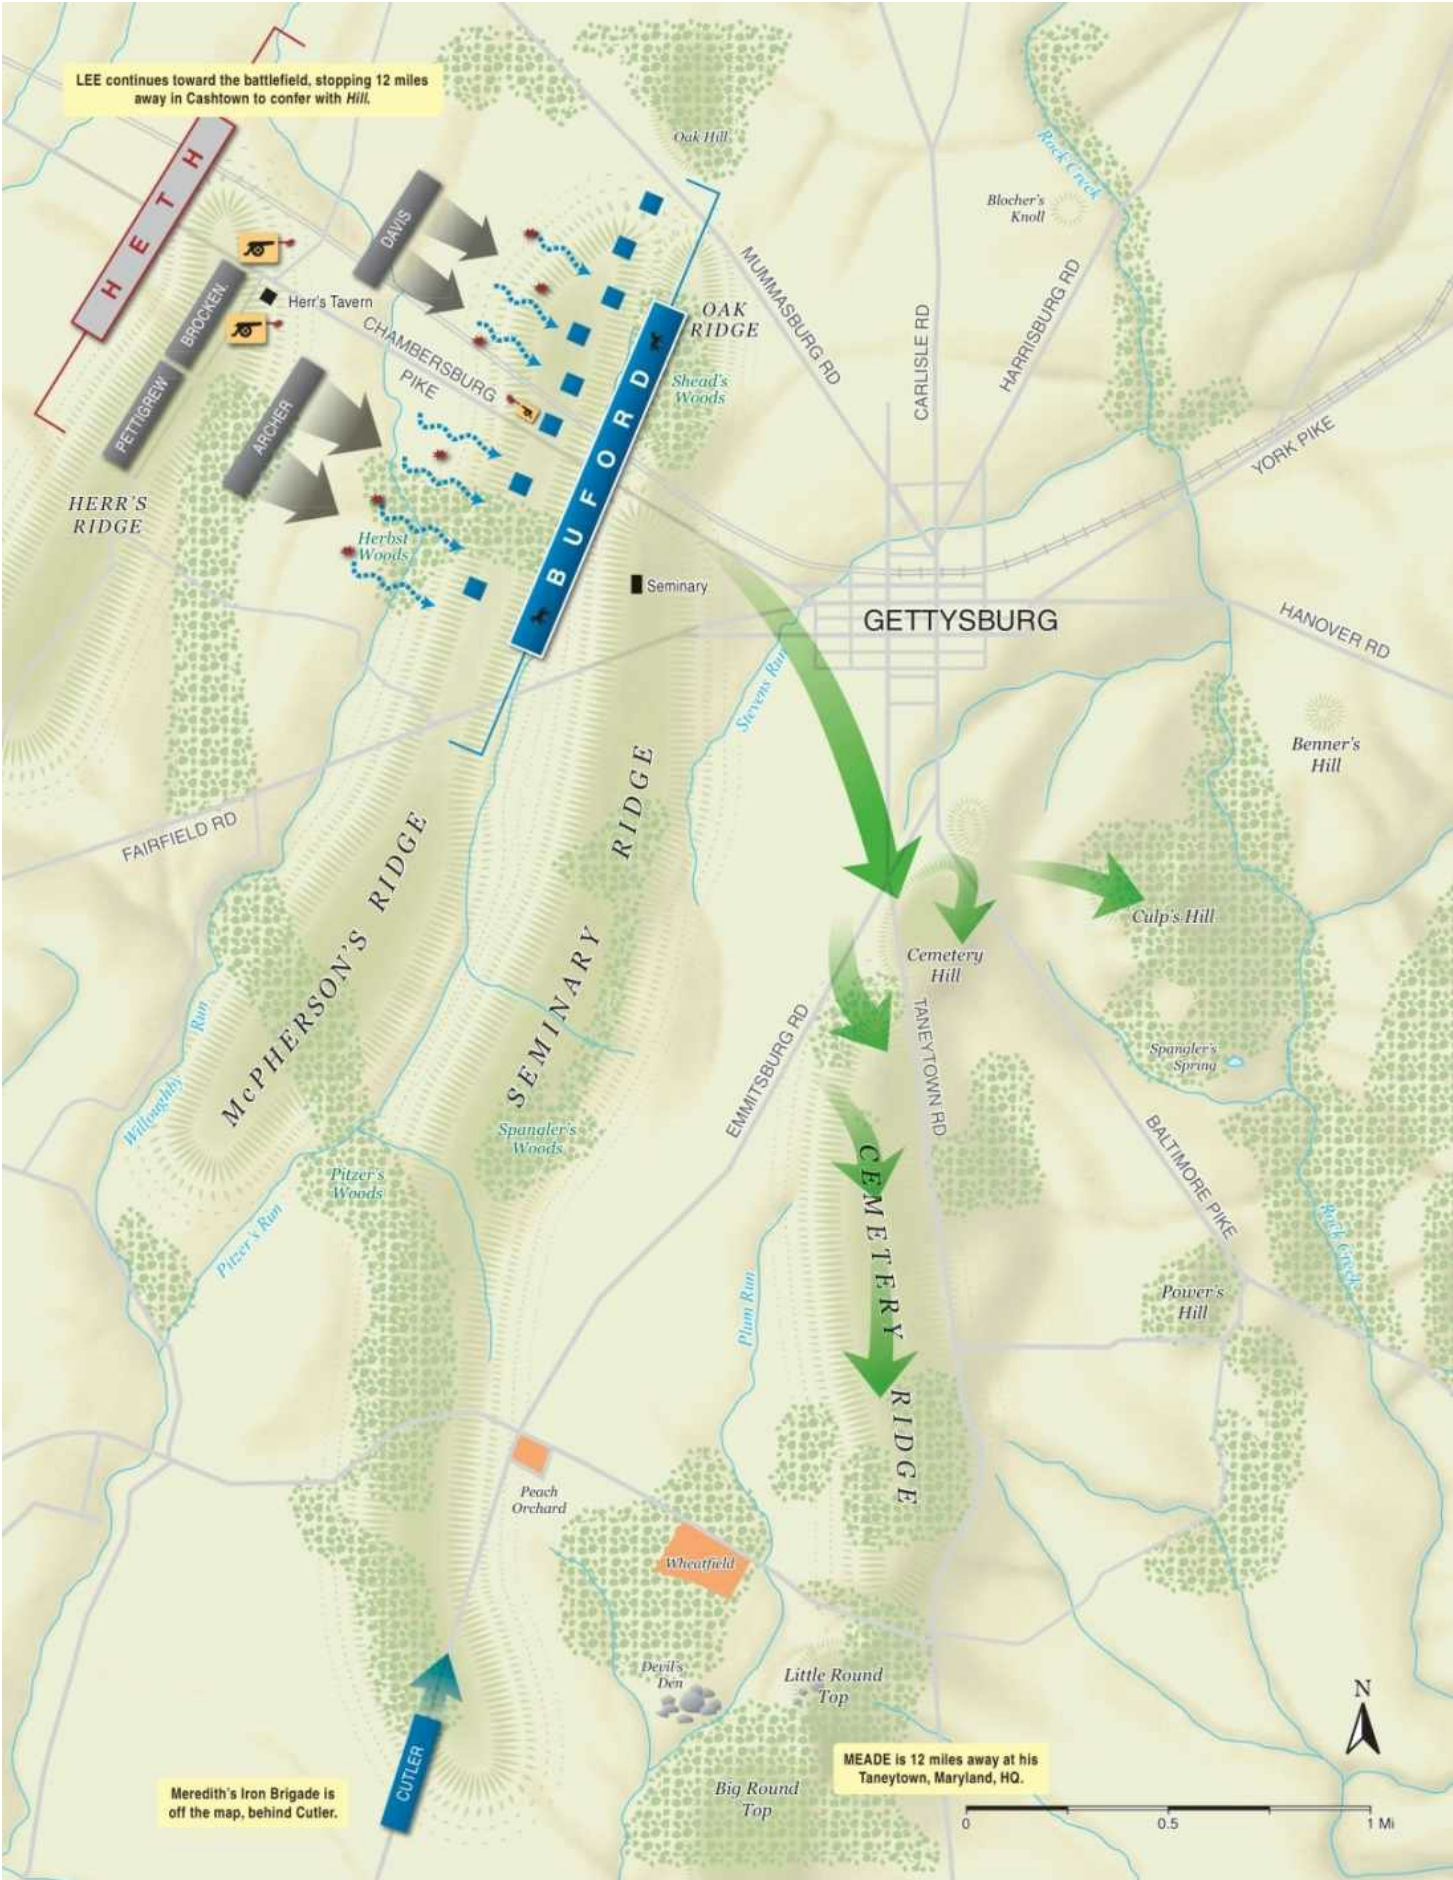 LEE continues toward the battlefield, stopping 12 miles
away in Cashtown to confer with Hill.
HETH
Oak Hill
Rock Creek
Blocher's
Knoll
DAVIS
BROCKEN.
Herr's Tavern
PETTIGREW
ARCHER
CHAMBERSBURG
PIKE
OAK
RIDGE
MUMMASBURG RD
CARLISLE RD
HARRISBURG RD
Shead's
Woods
BUFORD
YORK PIKE
HERR'S
RIDGE
Herbst
Woods
Seminary
GETTYSBURG
HANOVER RD
Stevens Run
Benner's
Hill
FAIRFIELD RD
McPHERSON'S RIDGE
SEMINARY RIDGE
Culp's Hill
Cemetery
Hill
Willoughby Run
EMMITSBURG RD
TANEYTOWN RD
Spangler's
Spring
Spangler's
Woods
Pitzer's
Woods
Pitzer's Run
BALTIMORE PIKE
Rock Creek
CEMETERY RIDGE
Plum Run
Power's
Hill
Peach
Orchard
Wheatfield
Devil's
Den
Little Round
Top
N
CUTLER
MEADE is 12 miles away at his
Taneytown, Maryland, HQ.
Meredith's Iron Brigade is
off the map, behind Cutler.
Big Round
Top
0 0.5 1 Mi